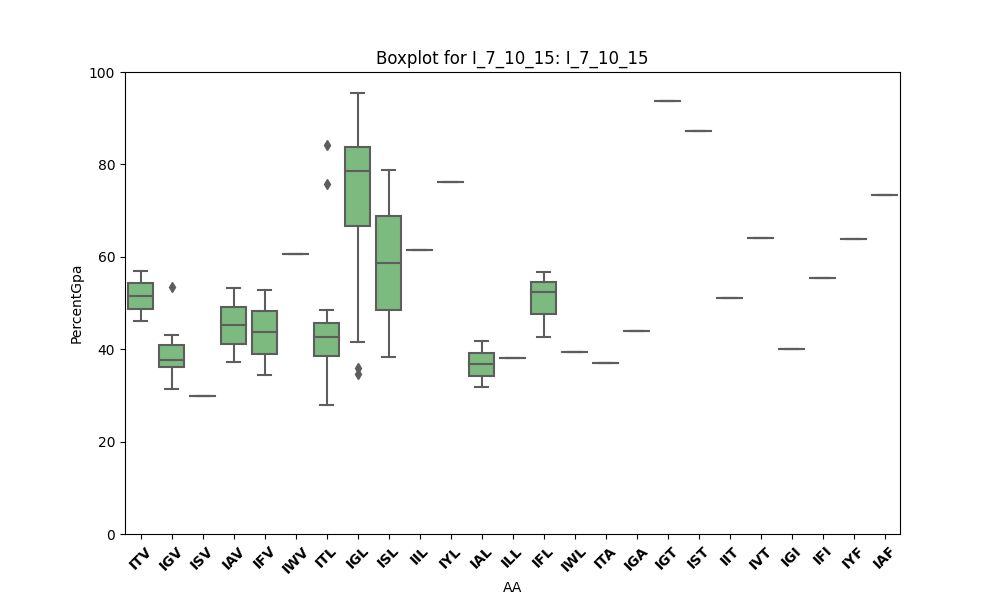 Boxplot for I_7_10_15: I_7_10_15
PercentGpa
100
80
60
40
20
0
ITV IGV ISV IAV IFV IWV ITL IGL ISL IIL IYL IAL ILL IFL IWL ITA IGA IGT IST IIT IVT IGI IFI IYF IAF
AA